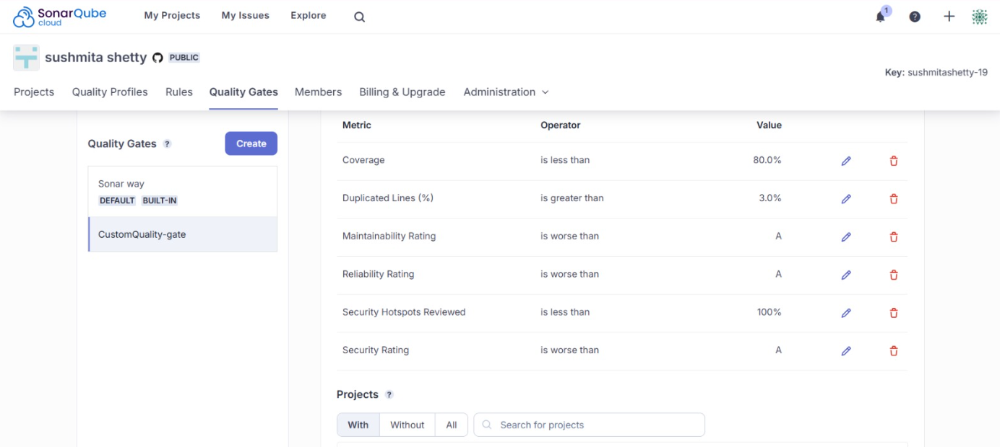 SonarQube cloud My Projects My Issues Explore 1 ?
sushmita shetty PUBLIC
Key: sushmitashetty-19
Projects Quality Profiles Rules Quality Gates Members Billing & Upgrade Administration
Quality Gates ? Create
Sonar way
DEFAULT BUILT-IN
CustomQuality-gate
Metric Operator Value
Coverage is less than 80.0%
Duplicated Lines (%) is greater than 3.0%
Maintainability Rating is worse than A
Reliability Rating is worse than A
Security Hotspots Reviewed is less than 100%
Security Rating is worse than A
Projects ?
With Without All Search for projects